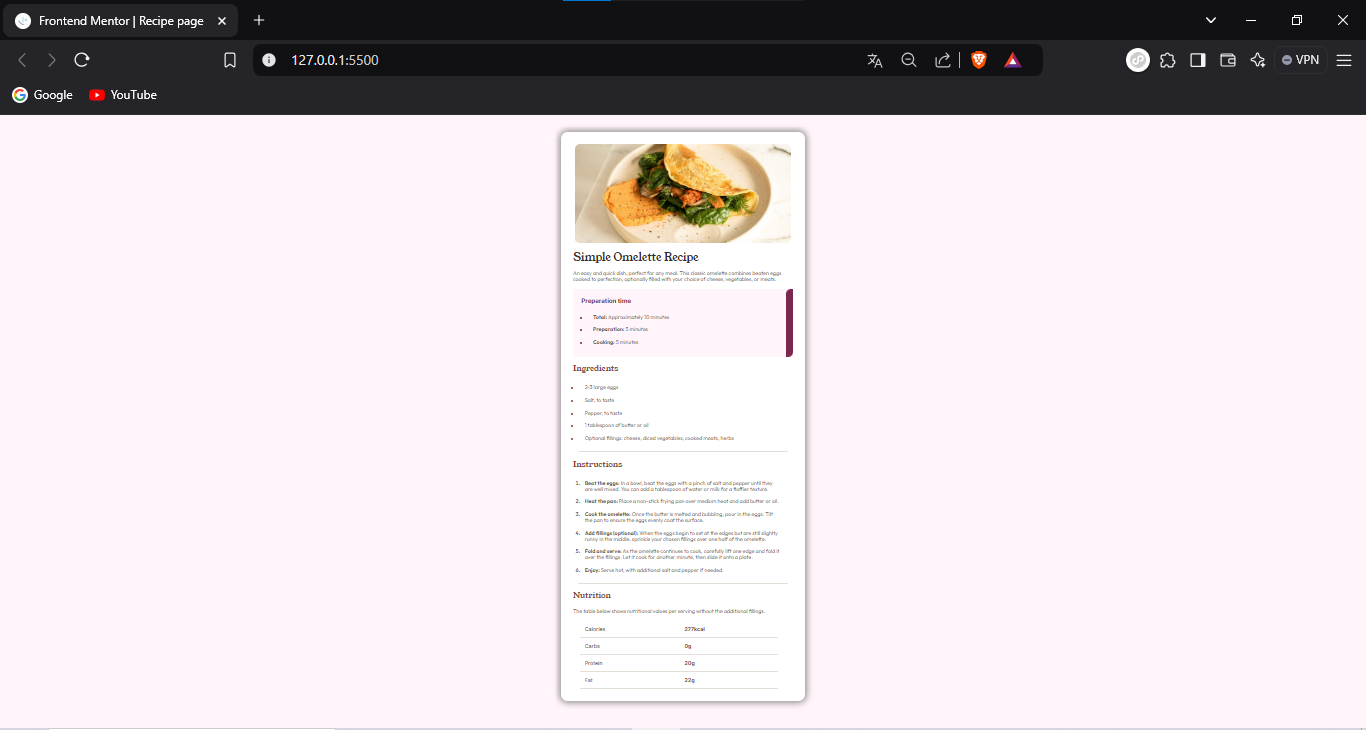 Frontend Mentor | Recipe page
127.0.0.1:5500
VPN
Google
YouTube
Simple Omelette Recipe
An easy and quick dish, perfect for any meal. This classic omelette combines beaten eggs
cooked to perfection, optionally filled with your choice of cheese, vegetables, or meats.
Preparation time
• Total: Approximately 10 minutes
• Preparation: 5 minutes
• Cooking: 5 minutes
Ingredients
• 2-3 large eggs
• Salt, to taste
• Pepper, to taste
• 1 tablespoon of butter or oil
• Optional fillings: cheese, diced vegetables, cooked meats, herbs
Instructions
1. Beat the eggs: In a bowl, beat the eggs with a pinch of salt and pepper until they
are well mixed. You can add a tablespoon of water or milk for a fluffier texture.
2. Heat the pan: Place a non-stick frying pan over medium heat and add butter or oil.
3. Cook the omelette: Once the butter is melted and bubbling, pour in the eggs. Tilt
the pan to ensure the eggs evenly coat the surface.
4. Add fillings (optional): When the eggs begin to set at the edges but are still slightly
runny in the middle, sprinkle your chosen fillings over one half of the omelette.
5. Fold and serve: As the omelette continues to cook, carefully lift one edge and fold it
over the fillings. Let it cook for another minute, then slide it onto a plate.
6. Enjoy: Serve hot, with additional salt and pepper if needed.
Nutrition
The table below shows nutritional values per serving without the additional fillings.
Calories 277kcal
Carbs 0g
Protein 20g
Fat 22g